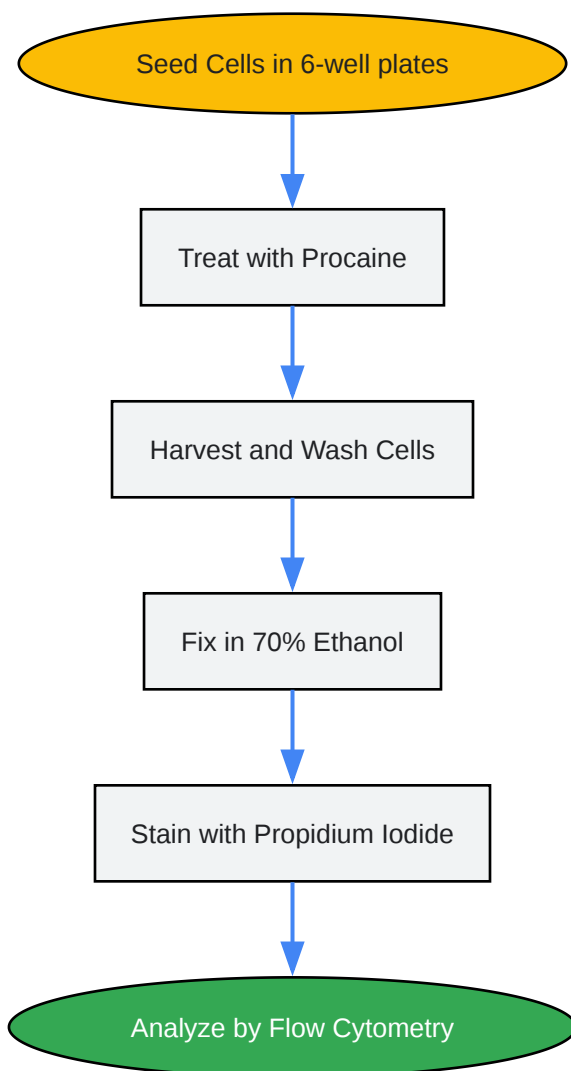 Seed Cells in 6-well plates
Treat with Procaine
Harvest and Wash Cells
Fix in 70% Ethanol
Stain with Propidium Iodide
Analyze by Flow Cytometry